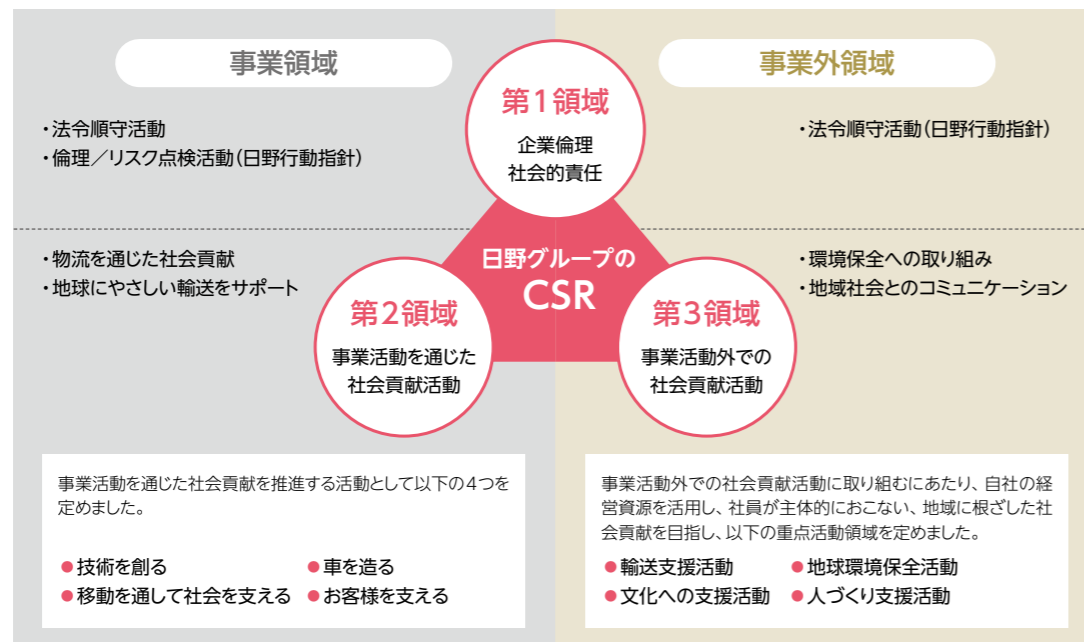 事業領域
事業外領域
第1領域
企業倫理
社会的責任
・法令順守活動
・倫理／リスク点検活動（日野行動指針）
・法令順守活動（日野行動指針）
日野グループの
CSR
・物流を通じた社会貢献
・地球にやさしい輸送をサポート
・環境保全への取り組み
・地域社会とのコミュニケーション
第2領域
事業活動を通じた
社会貢献活動
第3領域
事業活動外での
社会貢献活動
事業活動を通じた社会貢献を推進する活動として以下の4つを
定めました。
●技術を創る
●車を造る
●移動を通して社会を支える
●お客様を支える
事業活動外での社会貢献活動に取り組むにあたり、自社の経
営資源を活用し、社員が主体的におこない、地域に根ざした社
会貢献を目指し、以下の重点活動領域を定めました。
●輸送支援活動
●地球環境保全活動
●文化への支援活動
●人づくり支援活動